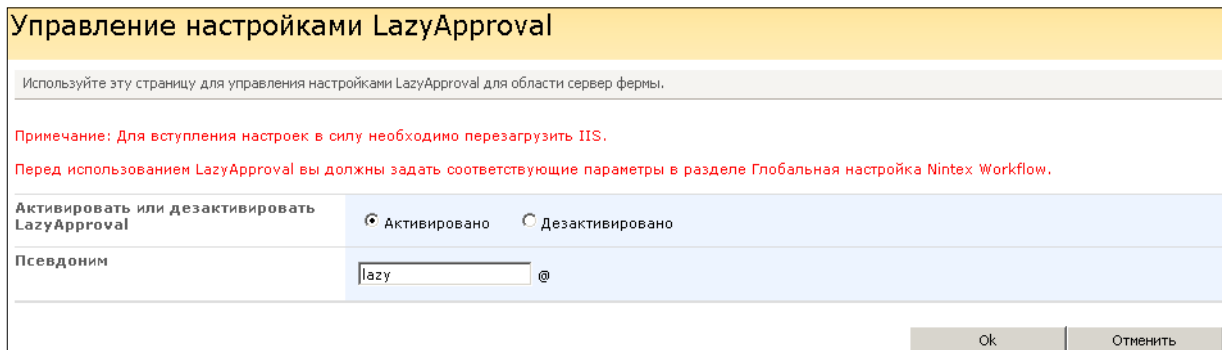 Управление настройками LazyApproval
Используйте эту страницу для управления настройками LazyApproval для области сервер фермы.
Примечание: Для вступления настроек в силу необходимо перезагрузить IIS.
Перед использованием LazyApproval вы должны задать соответствующие параметры в разделе Глобальная настройка Nintex Workflow.
Активировать или дезактивировать
LazyApproval
Активировано Дезактивировано
Псевдоним
lazy @
Ok Отменить